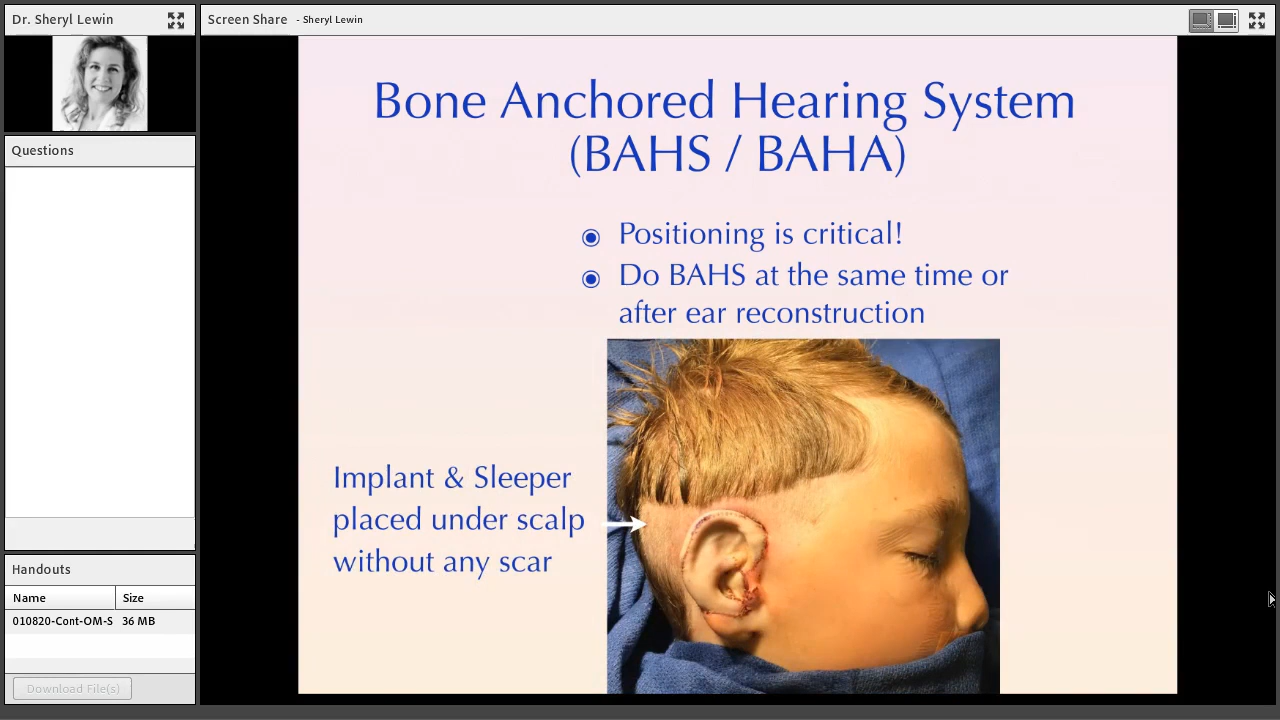 Dr. Sheryl Lewin
Screen Share - Sheryl Lewin
Questions
Handouts
Name Size
010820-Cont-OM-S 36 MB
Download File(s)
Bone Anchored Hearing System
(BAHS / BAHA)
Positioning is critical!
Do BAHS at the same time or
after ear reconstruction
Implant & Sleeper
placed under scalp
without any scar